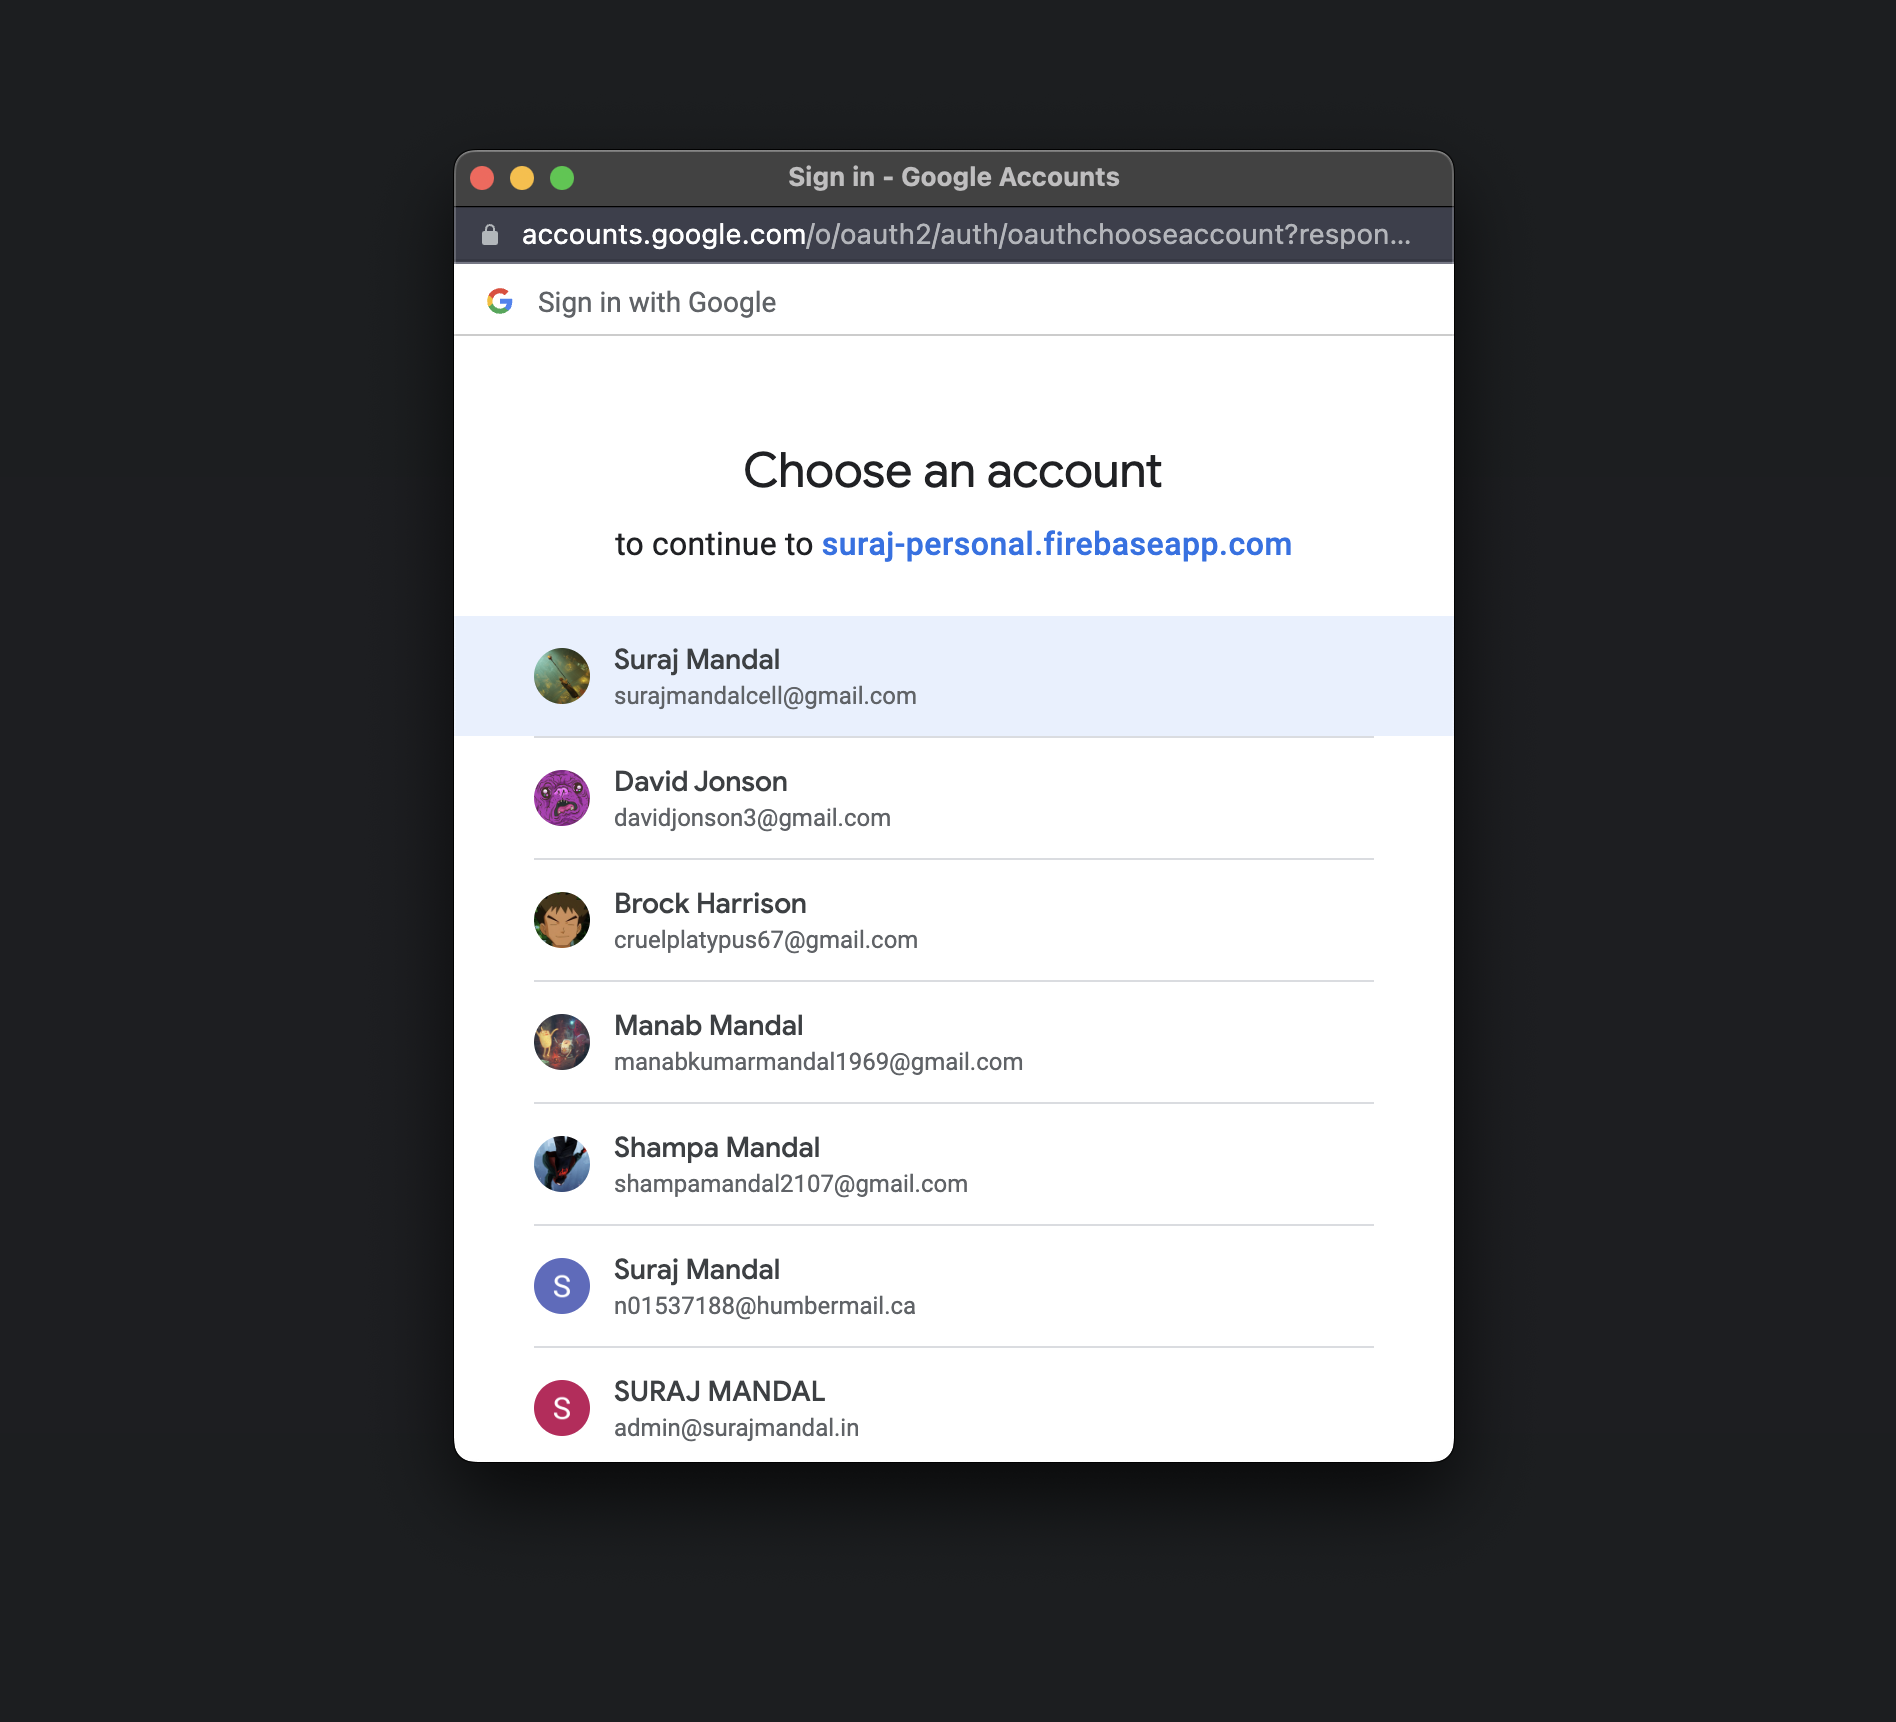 Sign in - Google Accounts
accounts.google.com/o/oauth2/auth/oauthchooseaccount?respon...
Sign in with Google
Choose an account
to continue to suraj-personal.firebaseapp.com
Suraj Mandal
surajmandalcell@gmail.com
David Jonson
davidjonson3@gmail.com
Brock Harrison
cruelplatypus67@gmail.com
Manab Mandal
manabkumarmandal1969@gmail.com
Shampa Mandal
shampamandal2107@gmail.com
S
Suraj Mandal
n01537188@humbermail.ca
S
SURAJ MANDAL
admin@surajmandal.in